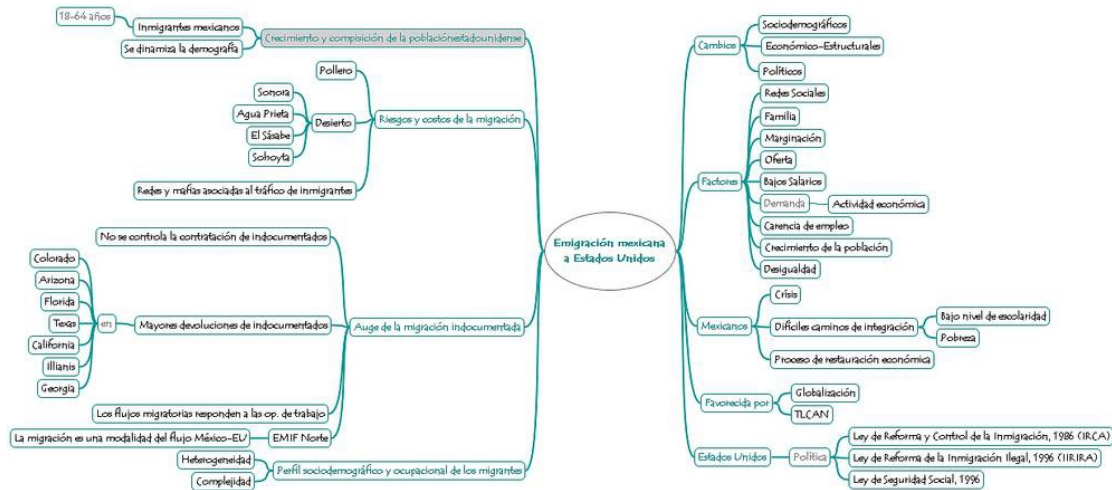 Emigración mexicana
a Estados Unidos
Crecimiento y compisición de la poblaciónestadounidense
Inmigrantes mexicanos
18-64 años
Se dinamiza la demografía
Riesgos y costos de la migración
Pollero
Desierto
Sonora
Agua Prieta
El Sásabe
Sohoyta
Redes y mafias asociadas al tráfico de inmigrantes
Auge de la migración indocumentada
No se controla la contratación de indocumentados
Mayores devoluciones de indocumentados
en
Colorado
Arizona
Florida
Texas
California
Illianis
Georgia
Los flujos migratorias responden a las op. de trabajo
EMIF Norte
La migración es una modalidad del flujo México-EU
Perfil sociodemográfico y ocupacional de los migrantes
Heterogeneidad
Complejidad
Cambios
Sociodemográficos
Económico-Estructurales
Políticos
Factores
Redes Sociales
Familia
Marginación
Oferta
Bajos Salarios
Demanda
Actividad económica
Carencia de empleo
Crecimiento de la población
Desigualdad
Mexicanos
Crisis
Difíciles caminos de integración
Bajo nivel de escolaridad
Pobreza
Proceso de restauración económica
Favorecida por
Globalización
TLCAN
Estados Unidos
Política
Ley de Reforma y Control de la Inmigración, 1986 (IRCA)
Ley de Reforma de la Inmigración Ilegal, 1996 (IIRIRA)
Ley de Seguridad Social, 1996